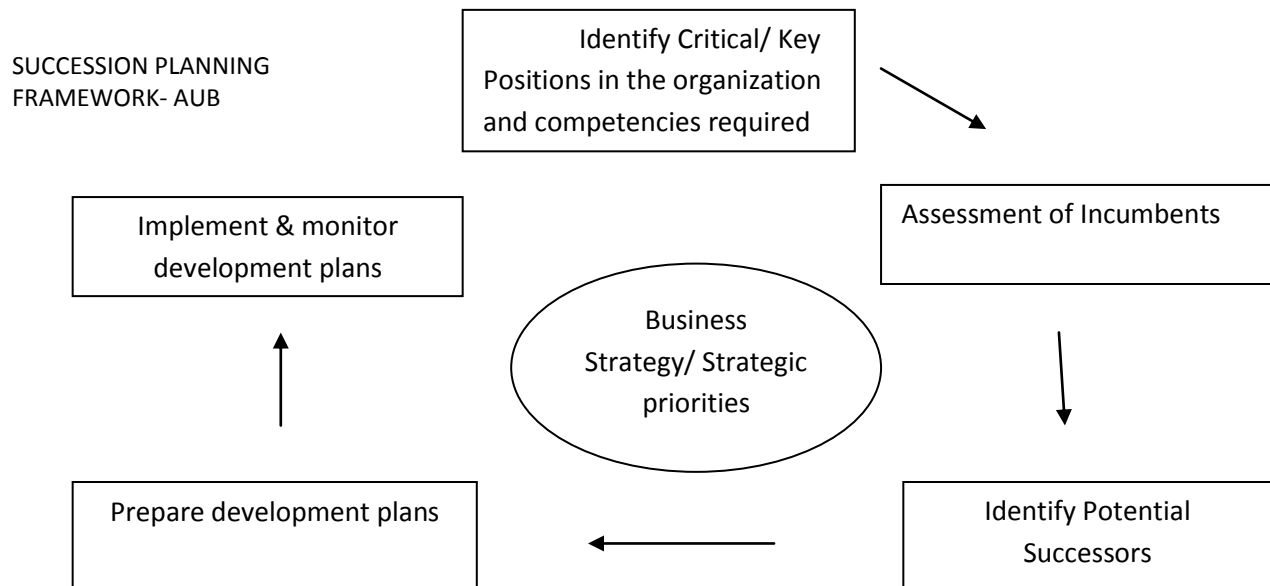 SUCCESSION PLANNING
FRAMEWORK- AUB
Identify Critical/ Key
Positions in the organization
and competencies required
Assessment of Incumbents
Identify Potential
Successors
Prepare development plans
Implement & monitor
development plans
Business
Strategy/ Strategic
priorities